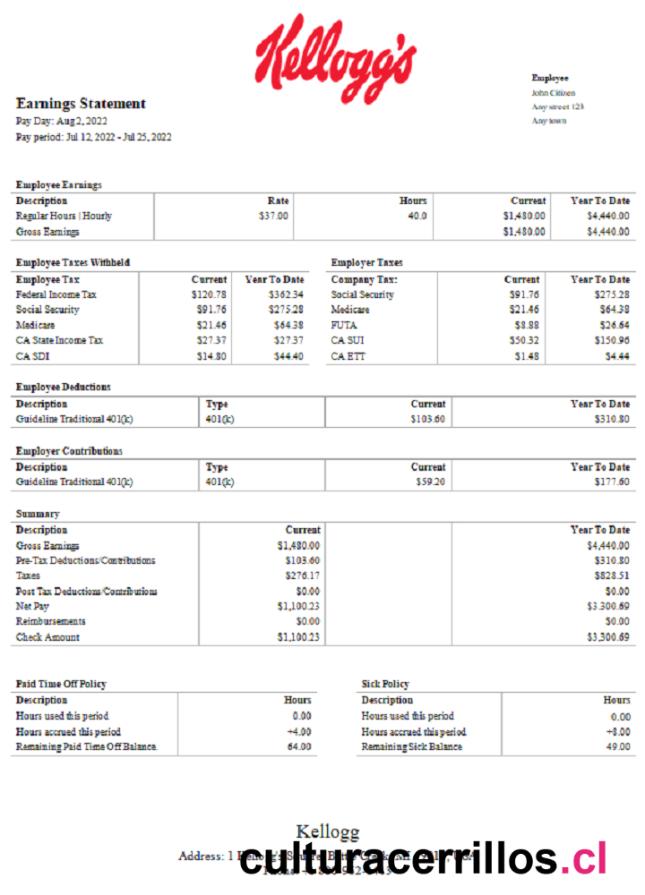 Kellogg's
Employee
John Citizen
Any street 123
Any town
Earnings Statement
Pay Day: Aug 2, 2022
Pay period: Jul 12, 2022 - Jul 25, 2022
Employee Earnings
Description Rate Hours Current Year To Date
Regular Hours | Hourly $37.00 40.0 $1,480.00 $4,440.00
Gross Earnings $1,480.00 $4,440.00
Employee Taxes Withheld Employer Taxes
Employee Tax Current Year To Date Company Tax: Current Year To Date
Federal Income Tax $120.78 $362.34 Social Security $91.76 $275.28
Social Security $91.76 $275.28 Medicare $21.46 $64.38
Medicare $21.46 $64.38 FUTA $8.88 $26.64
CA State Income Tax $27.37 $27.37 CA SUI $50.32 $150.96
CA SDI $14.80 $44.40 CA ETT $1.48 $4.44
Employee Deductions
Description Type Current Year To Date
Guideline Traditional 401(k) 401(k) $103.60 $310.80
Employer Contributions
Description Type Current Year To Date
Guideline Traditional 401(k) 401(k) $59.20 $177.60
Summary
Description Current Year To Date
Gross Earnings $1,480.00 $4,440.00
Pre-Tax Deductions/Contributions $103.60 $310.80
Taxes $276.17 $828.51
Post Tax Deductions/Contributions $0.00 $0.00
Net Pay $1,100.23 $3,300.69
Reimbursements $0.00 $0.00
Check Amount $1,100.23 $3,300.69
Paid Time Off Policy Sick Policy
Description Hours Description Hours
Hours used this period 0.00 Hours used this period 0.00
Hours accrued this period +4.00 Hours accrued this period +8.00
Remaining Paid Time Off Balance 64.00 Remaining Sick Balance 49.00
Kellogg
Address: 1
culturacerrillos.cl